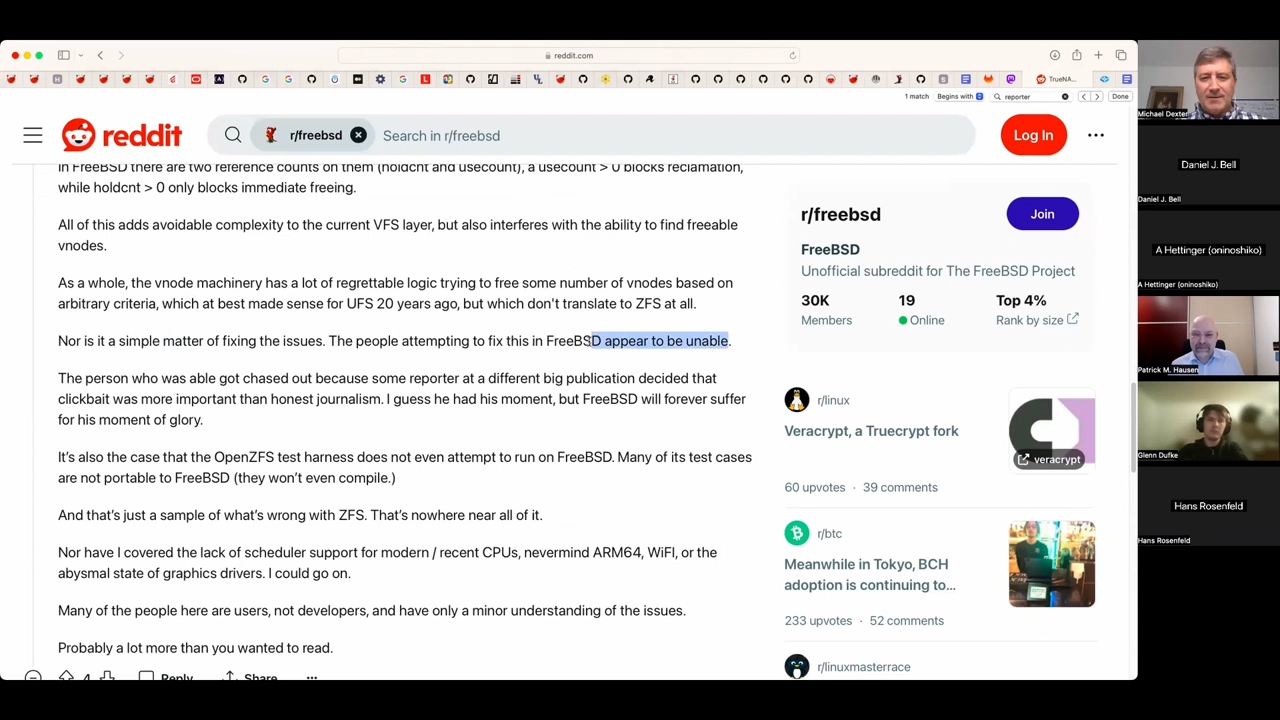 reddit.com
TrueNA...
1 match
Begins with
reporter
Done
reddit
r/freebsd
Search in r/freebsd
Log In
In FreeBSD there are two reference counts on them (holdcnt and usecount), a usecount > 0 blocks reclamation,
while holdcnt > 0 only blocks immediate freeing.
All of this adds avoidable complexity to the current VFS layer, but also interferes with the ability to find freeable
vnodes.
As a whole, the vnode machinery has a lot of regrettable logic trying to free some number of vnodes based on
arbitrary criteria, which at best made sense for UFS 20 years ago, but which don't translate to ZFS at all.
Nor is it a simple matter of fixing the issues. The people attempting to fix this in FreeBSD appear to be unable.
The person who was able got chased out because some reporter at a different big publication decided that
clickbait was more important than honest journalism. I guess he had his moment, but FreeBSD will forever suffer
for his moment of glory.
It’s also the case that the OpenZFS test harness does not even attempt to run on FreeBSD. Many of its test cases
are not portable to FreeBSD (they won’t even compile.)
And that’s just a sample of what’s wrong with ZFS. That’s nowhere near all of it.
Nor have I covered the lack of scheduler support for modern / recent CPUs, nevermind ARM64, WiFI, or the
abysmal state of graphics drivers. I could go on.
Many of the people here are users, not developers, and have only a minor understanding of the issues.
Probably a lot more than you wanted to read.
4
Reply
Share
r/freebsd
Join
FreeBSD
Unofficial subreddit for The FreeBSD Project
30K
19
Top 4%
Members
Online
Rank by size
r/linux
Veracrypt, a Truecrypt fork
veracrypt
60 upvotes · 39 comments
r/btc
Meanwhile in Tokyo, BCH
adoption is continuing to...
233 upvotes · 52 comments
r/linuxmasterrace
Michael Dexter
Daniel J. Bell
Daniel J. Bell
A Hettinger (oninoshiko)
A Hettinger (oninoshiko)
Patrick M. Hausen
Glenn Dufke
Hans Rosenfeld
Hans Rosenfeld